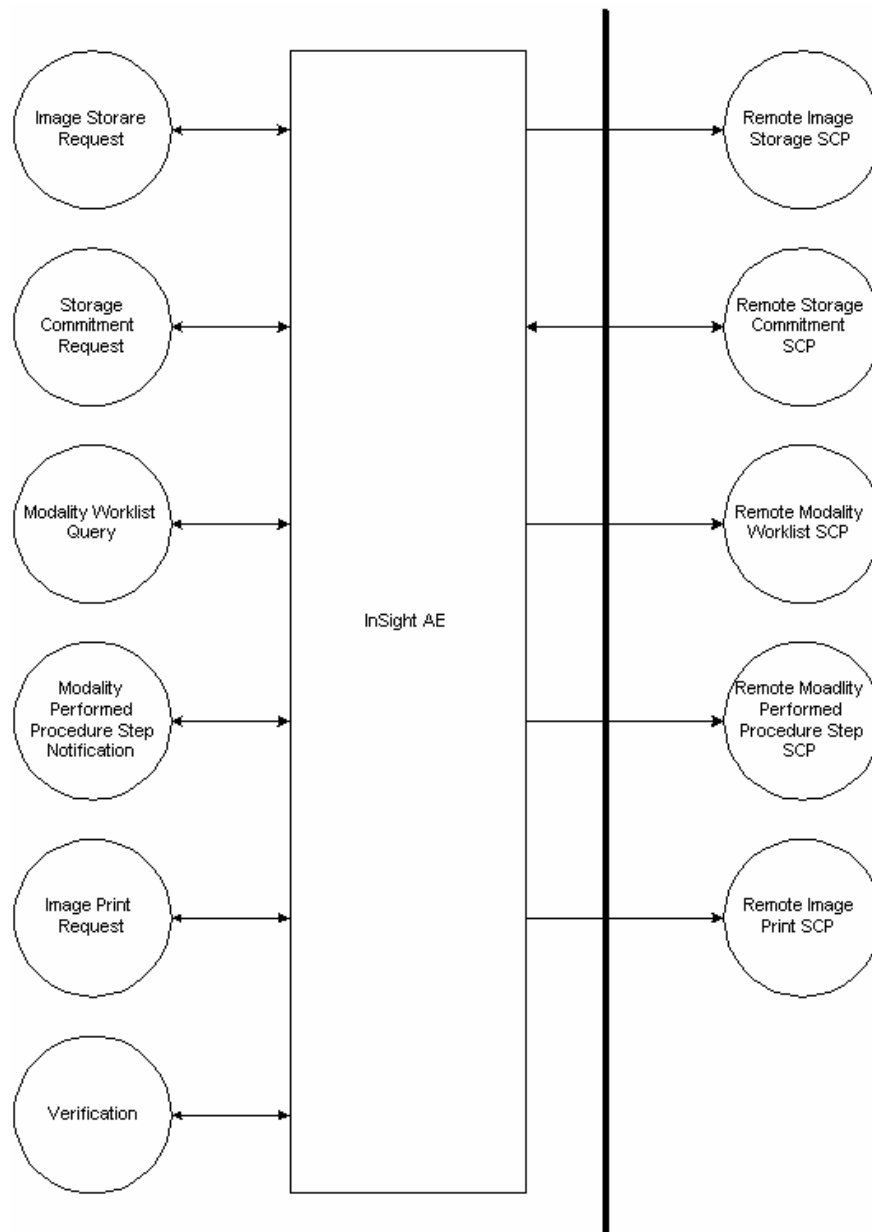 Image Storare
Request
Remote Image
Storage SCP
Storage
Commitment
Request
Remote Storage
Commitment
SCP
Modality Worklist
Query
Remote Modality
Worklist SCP
InSight AE
Modality
Performed
Procedure Step
Notification
Remote Moadlity
Performed
Procedure Step
SCP
Image Print
Request
Remote Image
Print SCP
Verification